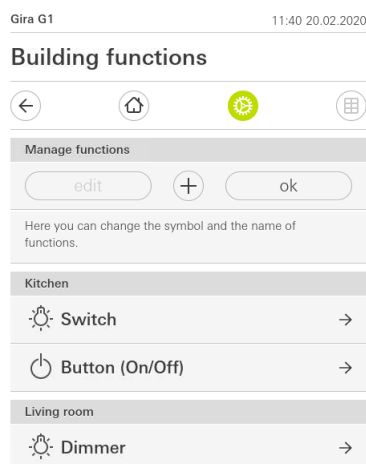 Gira G1 11:40 20.02.2020
Building functions
Manage functions
edit ok
Here you can change the symbol and the name of
functions.
Kitchen
Switch
Button (On/Off)
Living room
Dimmer